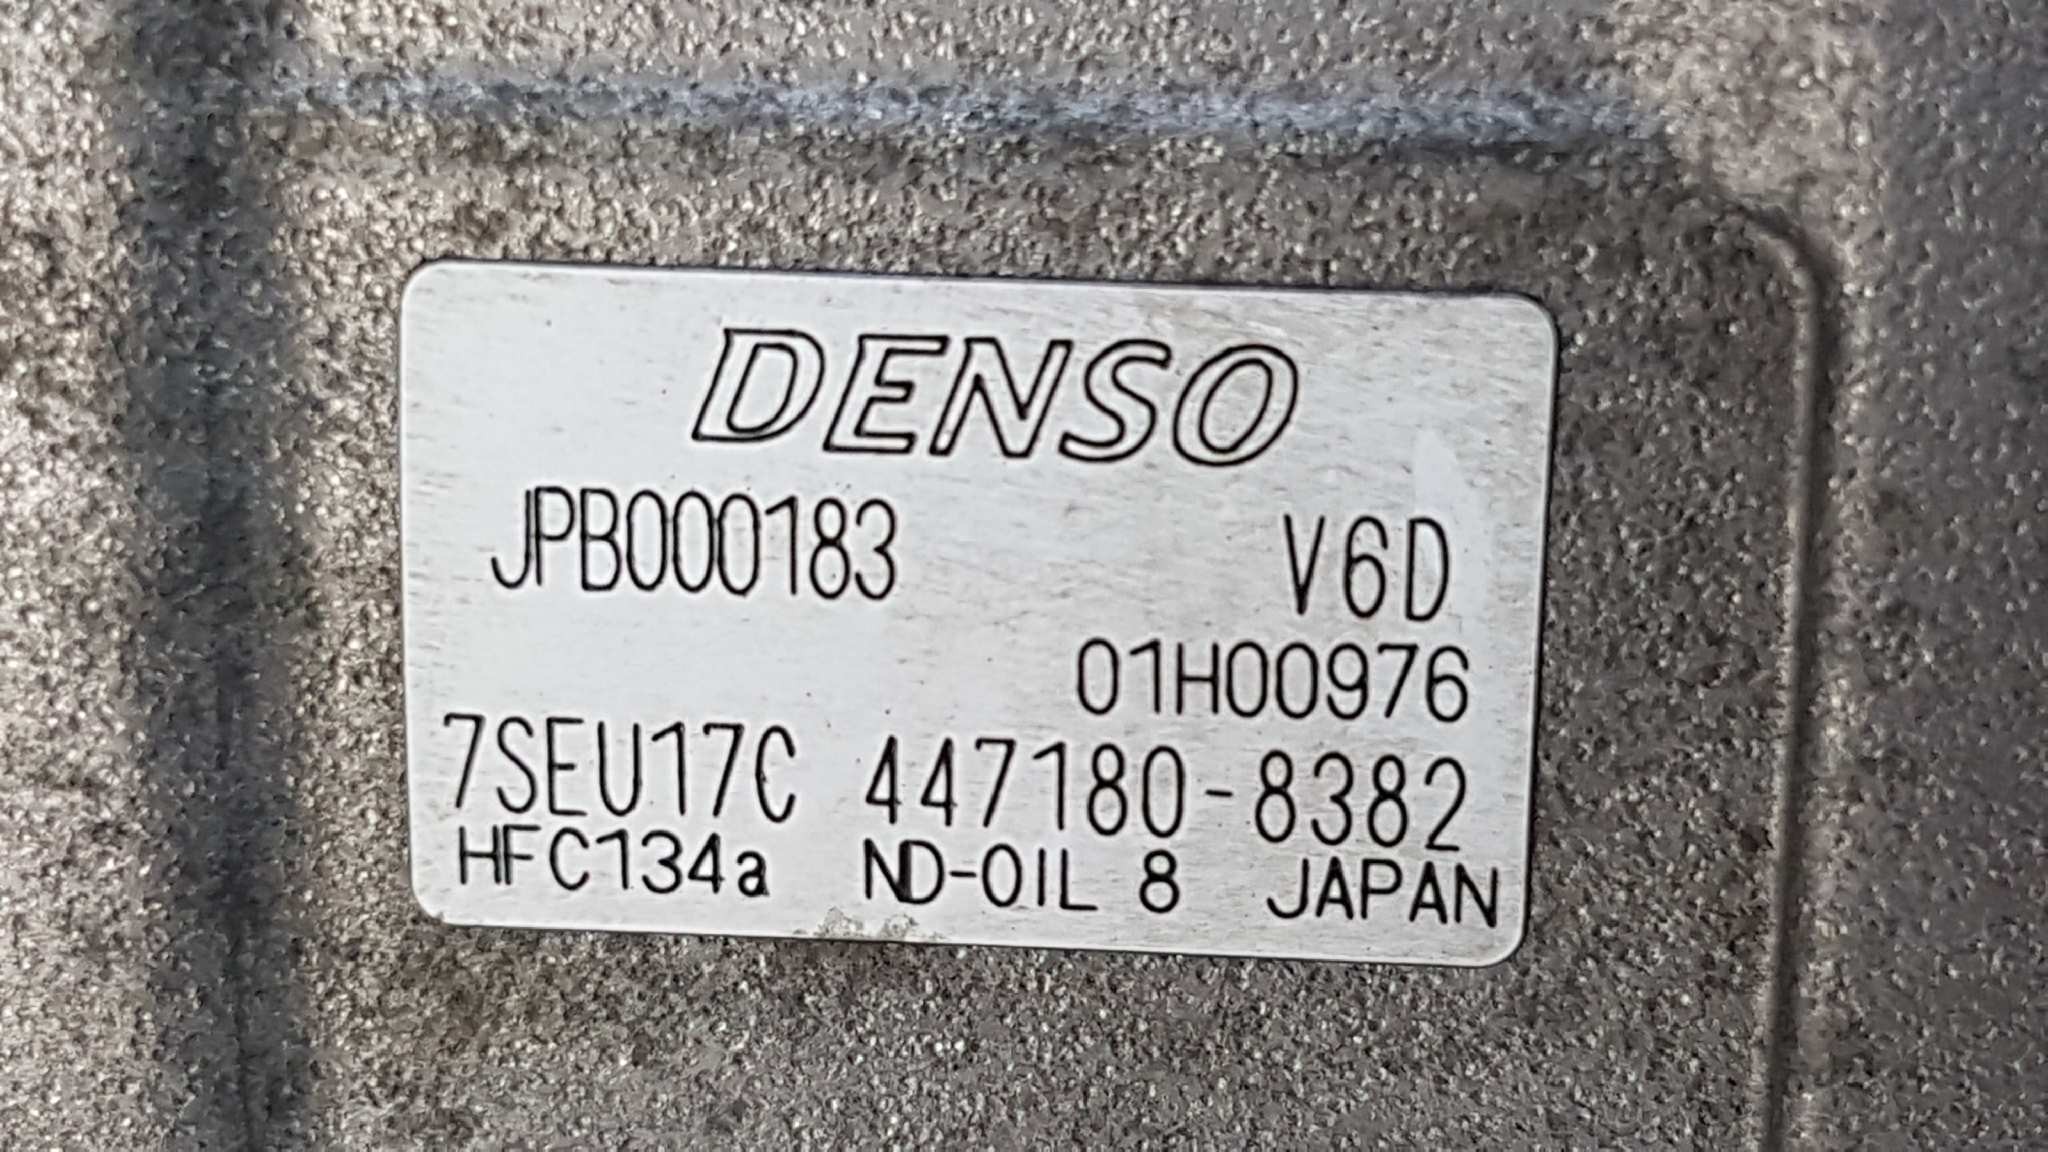 DENSO
JPB000183 V6D
01H00976
7SEU17C 447180-8382
HFC134a ND-OIL 8 JAPAN